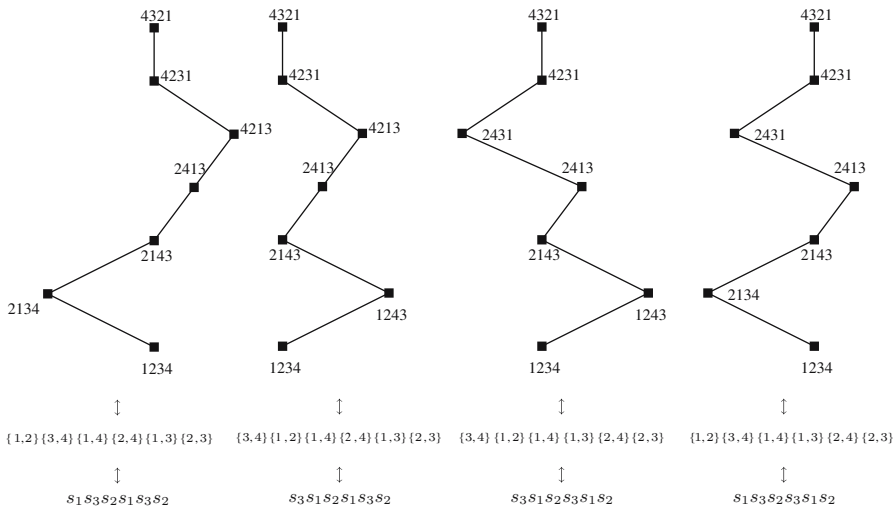 4321 4321 4321 4321
4231 4231 4231 4231
4213 4213 2431 2431
2413 2413 2413 2413
2143 2143 2143 2143
2134 1243 1243 2134
1234 1234 1234 1234
↕ ↕ ↕ ↕
{1,2}{3,4}{1,4}{2,4}{1,3}{2,3} {3,4}{1,2}{1,4}{2,4}{1,3}{2,3} {3,4}{1,2}{1,4}{1,3}{2,4}{2,3} {1,2}{3,4}{1,4}{1,3}{2,4}{2,3}
↕ ↕ ↕ ↕
s₁s₃s₂s₁s₃s₂ s₃s₁s₂s₁s₃s₂ s₃s₁s₂s₃s₁s₂ s₁s₃s₂s₃s₁s₂